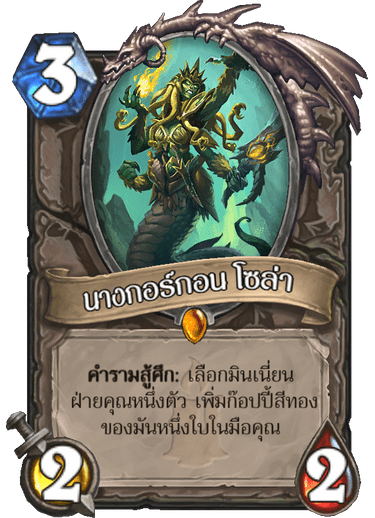 3
นางกอร์กอน โซล่า
คำรามสู้ศึก: เลือกมินเนี่ยน
ฝ่ายคุณหนึ่งตัว เพิ่มก๊อปปี้สีทอง
ของมันหนึ่งใบในมือคุณ
2
2